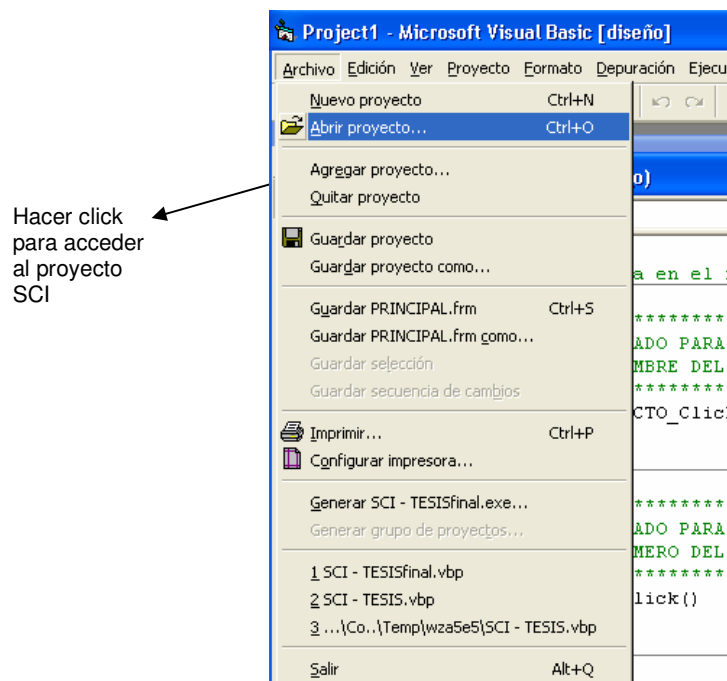 Project1 - Microsoft Visual Basic [diseño]
Archivo Edición Ver Proyecto Formato Depuración Ejecu
Nuevo proyecto Ctrl+N
Abrir proyecto... Ctrl+O
Agregar proyecto...
o)
Quitar proyecto
Hacer click
para acceder
al proyecto
SCI
Guardar proyecto
Guardar proyecto como...
a en el
Guardar PRINCIPAL.frm Ctrl+S
*********
Guardar PRINCIPAL.frm como...
ADO PARA
Guardar selección
MBRE DEL
Guardar secuencia de cambios
*********
CTO_Clic
Imprimir... Ctrl+P
Configurar impresora...
Generar SCI - TESISfinal.exe...
*********
Generar grupo de proyectos...
ADO PARA
MERO DEL
1 SCI - TESISfinal.vbp
*********
2 SCI - TESIS.vbp
lick()
3 ...\Co..\Temp\wza5e5\SCI - TESIS.vbp
Salir Alt+Q